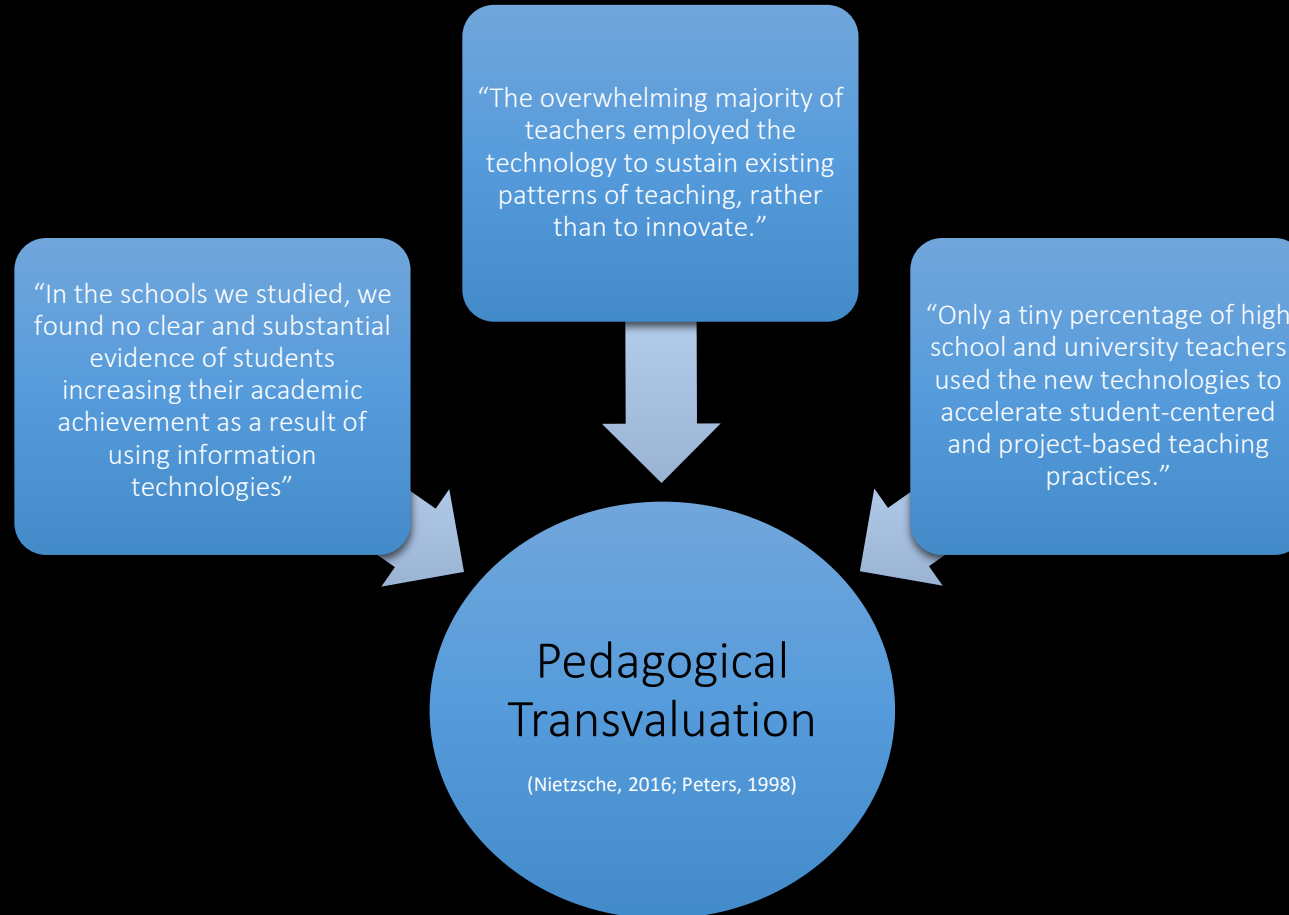 “The overwhelming majority of
teachers employed the
technology to sustain existing
patterns of teaching, rather
than to innovate.”
“In the schools we studied, we
found no clear and substantial
evidence of students
increasing their academic
achievement as a result of
using information
technologies”
“Only a tiny percentage of high
school and university teachers
used the new technologies to
accelerate student-centered
and project-based teaching
practices.”
Pedagogical
Transvaluation
(Nietzsche, 2016; Peters, 1998)